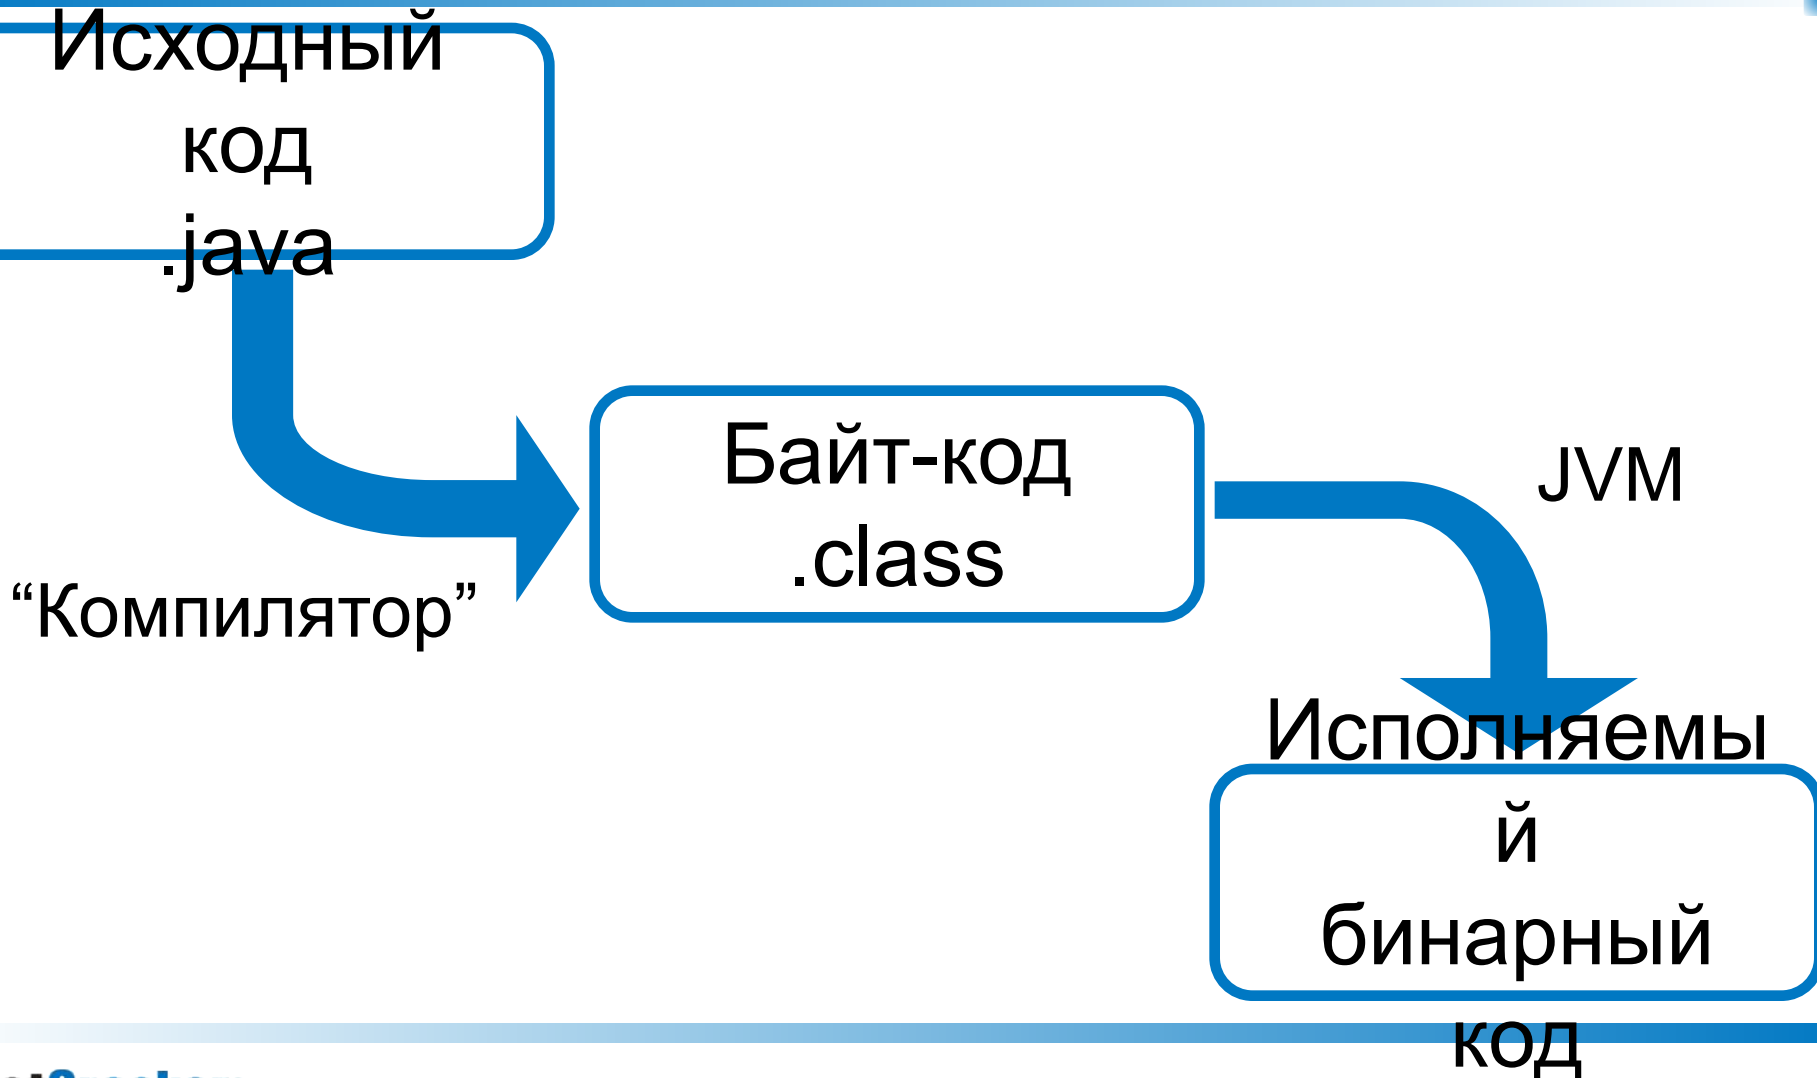 Исходный
код
.java
“Компилятор”
Байт-код
.class
JVM
Исполняемы
й
бинарный
код